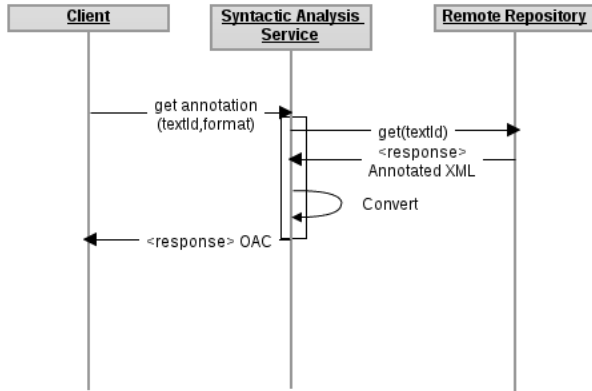 Client
Syntactic Analysis
Service
Remote Repository
get annotation
(textId,format)
get(textId)
<response>
Annotated XML
Convert
<response> OAC